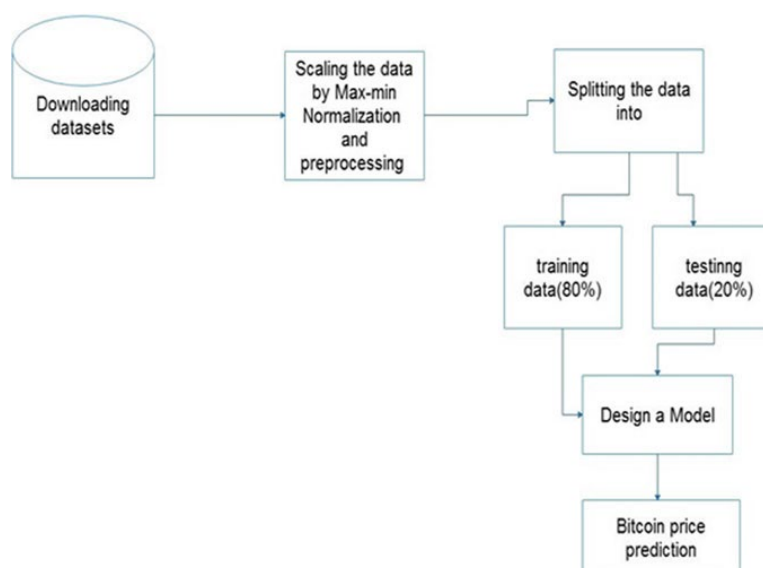 Downloading
datasets
Scaling the data
by Max-min
Normalization
and
preprocessing
Splitting the data
into
training
data(80%)
testinng
data(20%)
Design a Model
Bitcoin price
prediction